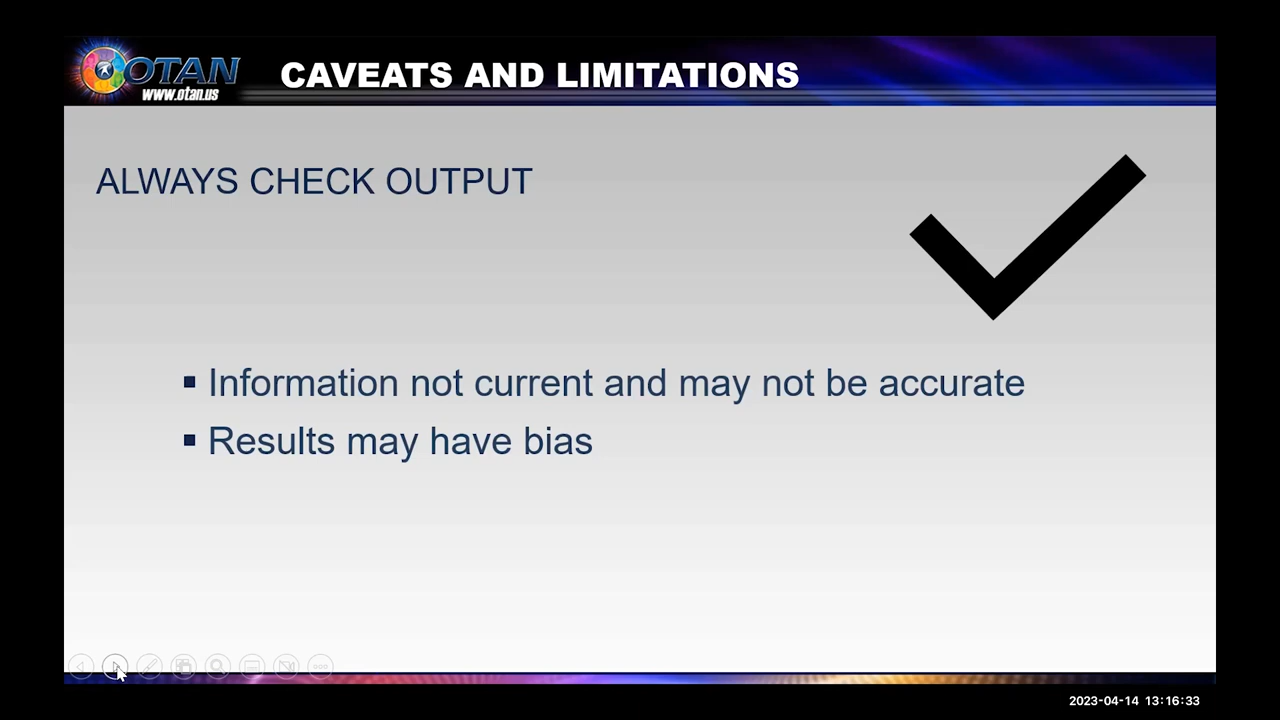 OTAN
www.otan.us
CAVEATS AND LIMITATIONS
ALWAYS CHECK OUTPUT
▪ Information not current and may not be accurate
▪ Results may have bias
2023-04-14 13:16:33